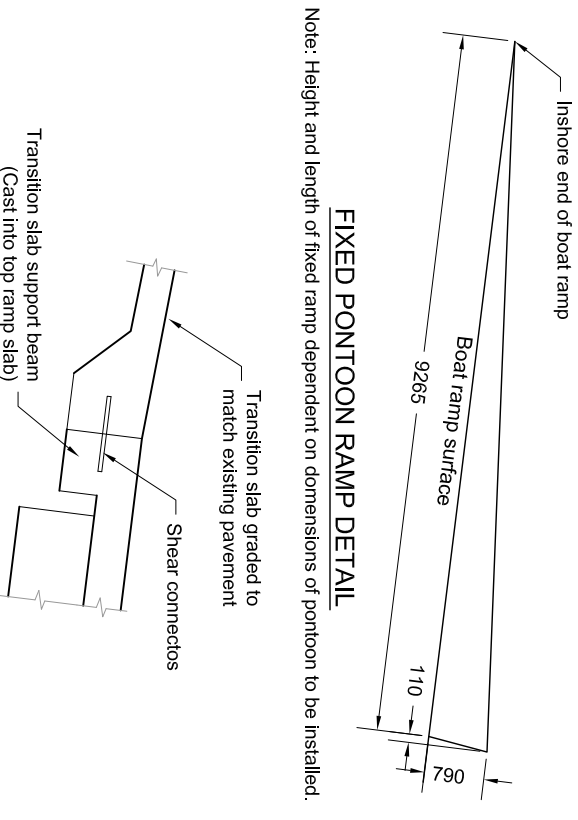 Inshore end of boat ramp
Boat ramp surface
9265
110
790
FIXED PONTOON RAMP DETAIL
Note: Height and length of fixed ramp dependent on domensions of pontoon to be installed.
Transition slab graded to
match existing pavement
Shear connectos
Transition slab support beam
(Cast into top ramp slab)